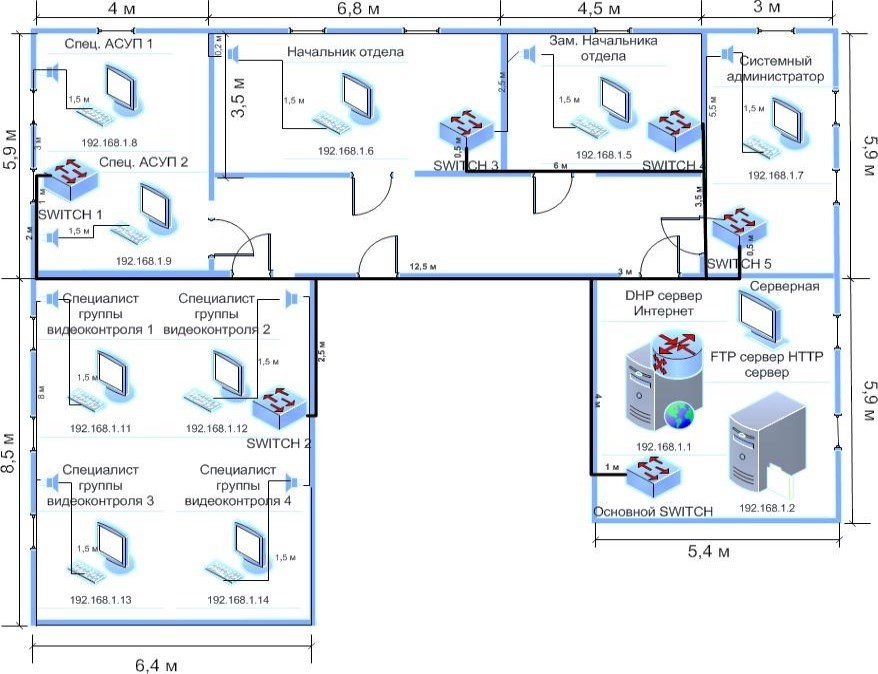 4 м
6,8 м
4,5 м
3 м
Спец. АСУП 1
1,5 м
192.168.1.8
3 м
Спец. АСУП 2
SWITCH 1
1 м
2 м
1,5 м
192.168.1.9
5,9 м
0,2 м
3,5 м
Начальник отдела
1,5 м
192.168.1.6
0,5 м
SWITCH 3
2,5 м
Зам. Начальника
отдела
1,5 м
192.168.1.5
SWITCH
6 м
3,5 м
5,5 м
Системный
администратор
1,5 м
192.168.1.7
SWITCH 5
0,5 м
5,9 м
12,5 м
3 м
Специалист
группы
видеоконтроля 1
1,5 м
192.168.1.11
Специалист
группы
видеоконтроля 2
1,5 м
192.168.1.12
SWITCH 2
2,5 м
8 м
8,5 м
Специалист
группы
видеоконтроля 3
1,5 м
192.168.1.13
Специалист
группы
видеоконтроля 4
1,5 м
192.168.1.14
6,4 м
DHP сервер
Интернет
192.168.1.1
Серверная
FTP сервер HTTP
сервер
192.168.1.2
4 м
1 м
Основной SWITCH
5,9 м
5,4 м